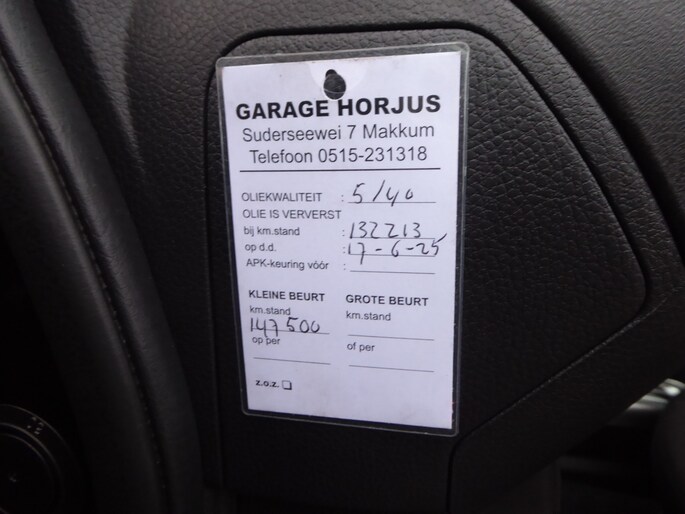 GARAGE HORJUS
Suderseewei 7 Makkum
Telefoon 0515-231318
OLIEKWALITEIT : 5/40
OLIE IS VERVERST
bij km.stand : 132213
op d.d. : 17-6-25
APK-keuring vóór :
KLEINE BEURT GROTE BEURT
km.stand km.stand
147500
op per of per
z.o.z.